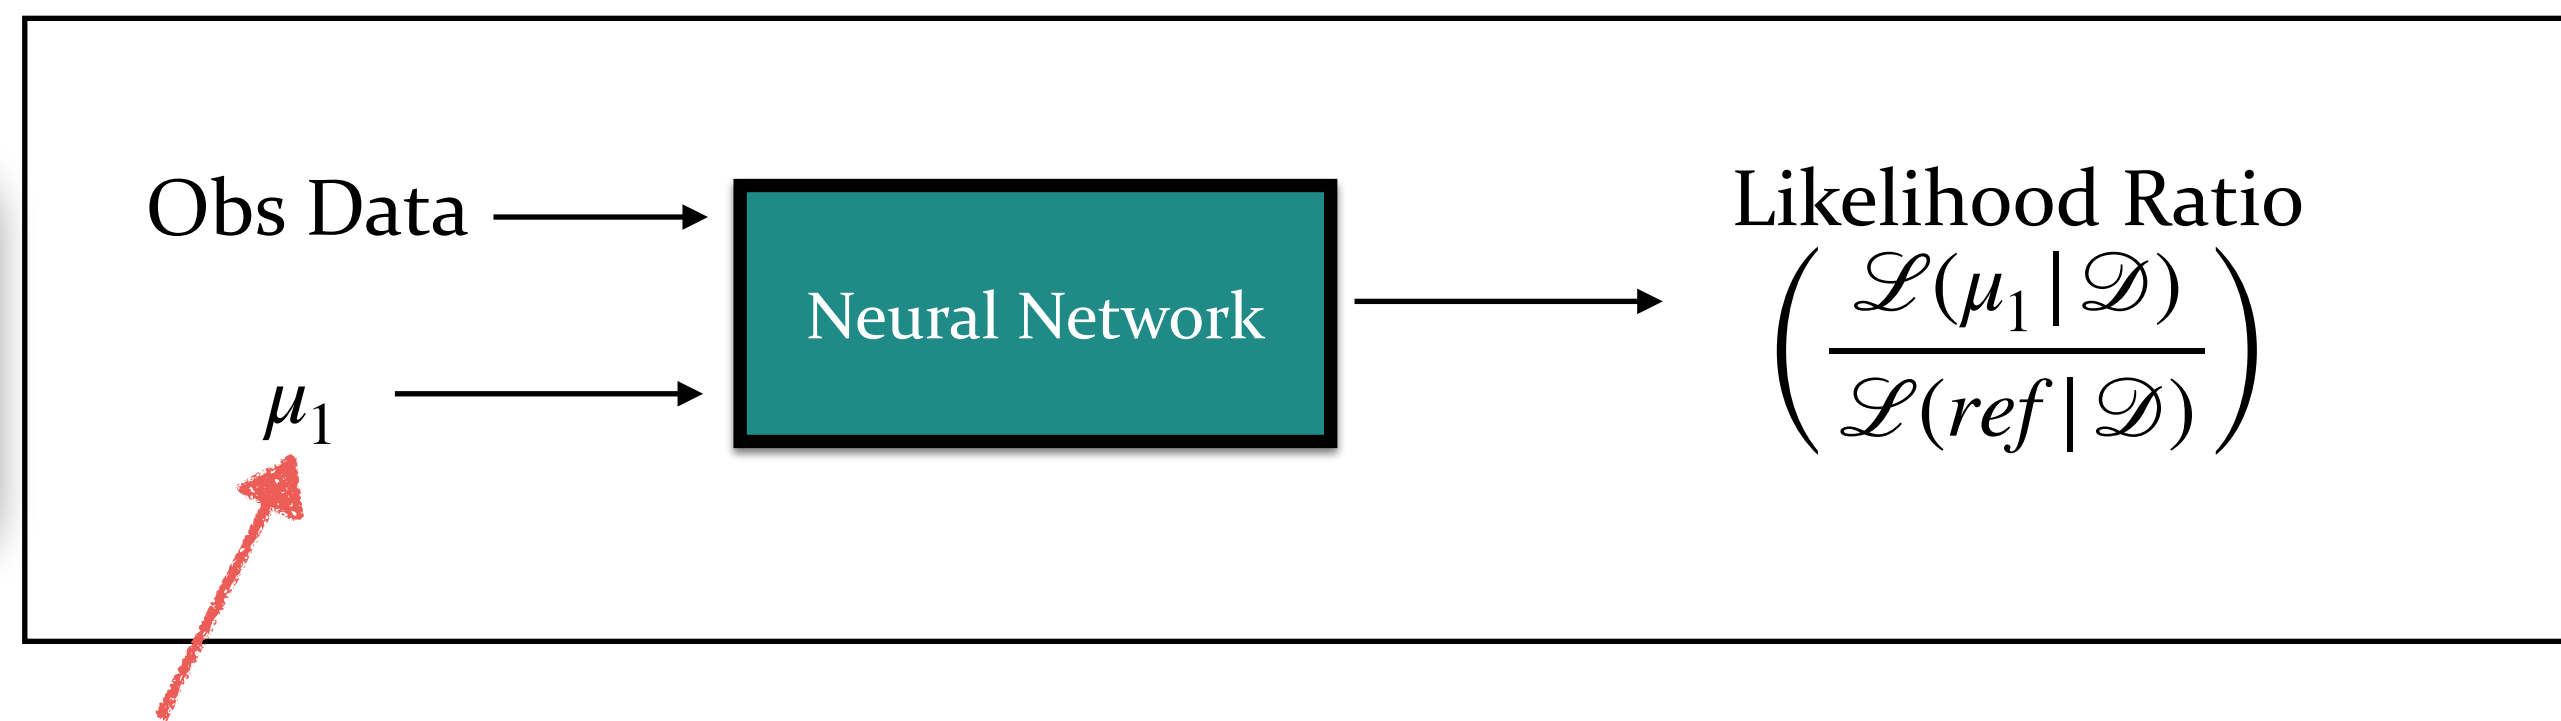 Obs Data
μ₁
Neural Network
Likelihood Ratio
(ℒ(μ₁ | 𝒟)
ℒ(ref | 𝒟))